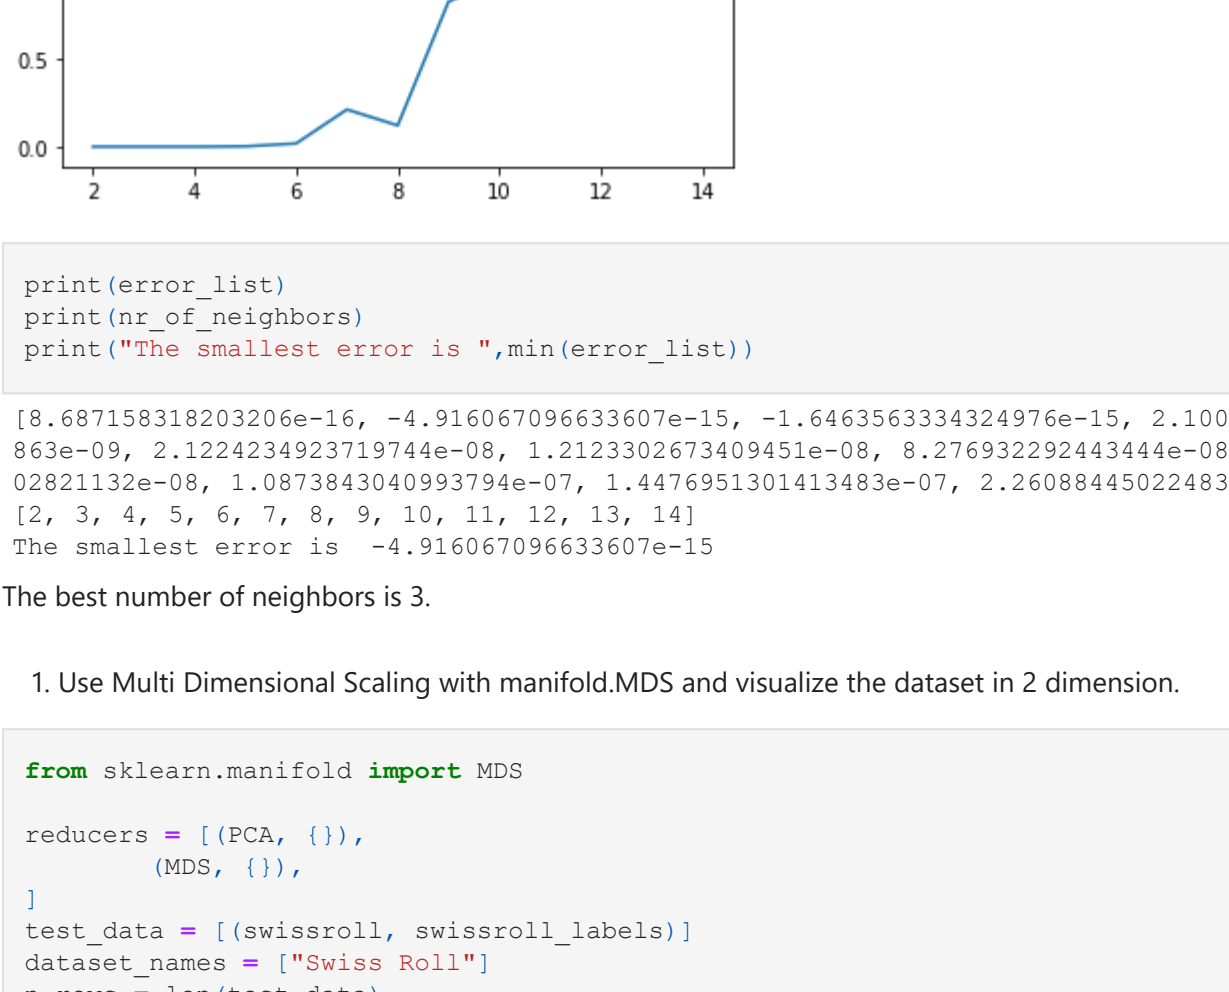 0.5
0.0
2 4 6 8 10 12 14
print(error_list)
print(nr_of_neighbors)
print("The smallest error is ",min(error_list))
[8.687158318203206e-16, -4.916067096633607e-15, -1.6463563334324976e-15, 2.100
863e-09, 2.1224234923719744e-08, 1.2123302673409451e-08, 8.276932292443444e-08
02821132e-08, 1.0873843040993794e-07, 1.4476951301413483e-07, 2.26088445022483
[2, 3, 4, 5, 6, 7, 8, 9, 10, 11, 12, 13, 14]
The smallest error is  -4.916067096633607e-15
The best number of neighbors is 3.
1. Use Multi Dimensional Scaling with manifold.MDS and visualize the dataset in 2 dimension.
from sklearn.manifold import MDS
reducers = [(PCA, {}),
(MDS, {}),
]
test_data = [(swissroll, swissroll_labels)]
dataset_names = ["Swiss Roll"]
n_rows = len(test_data)